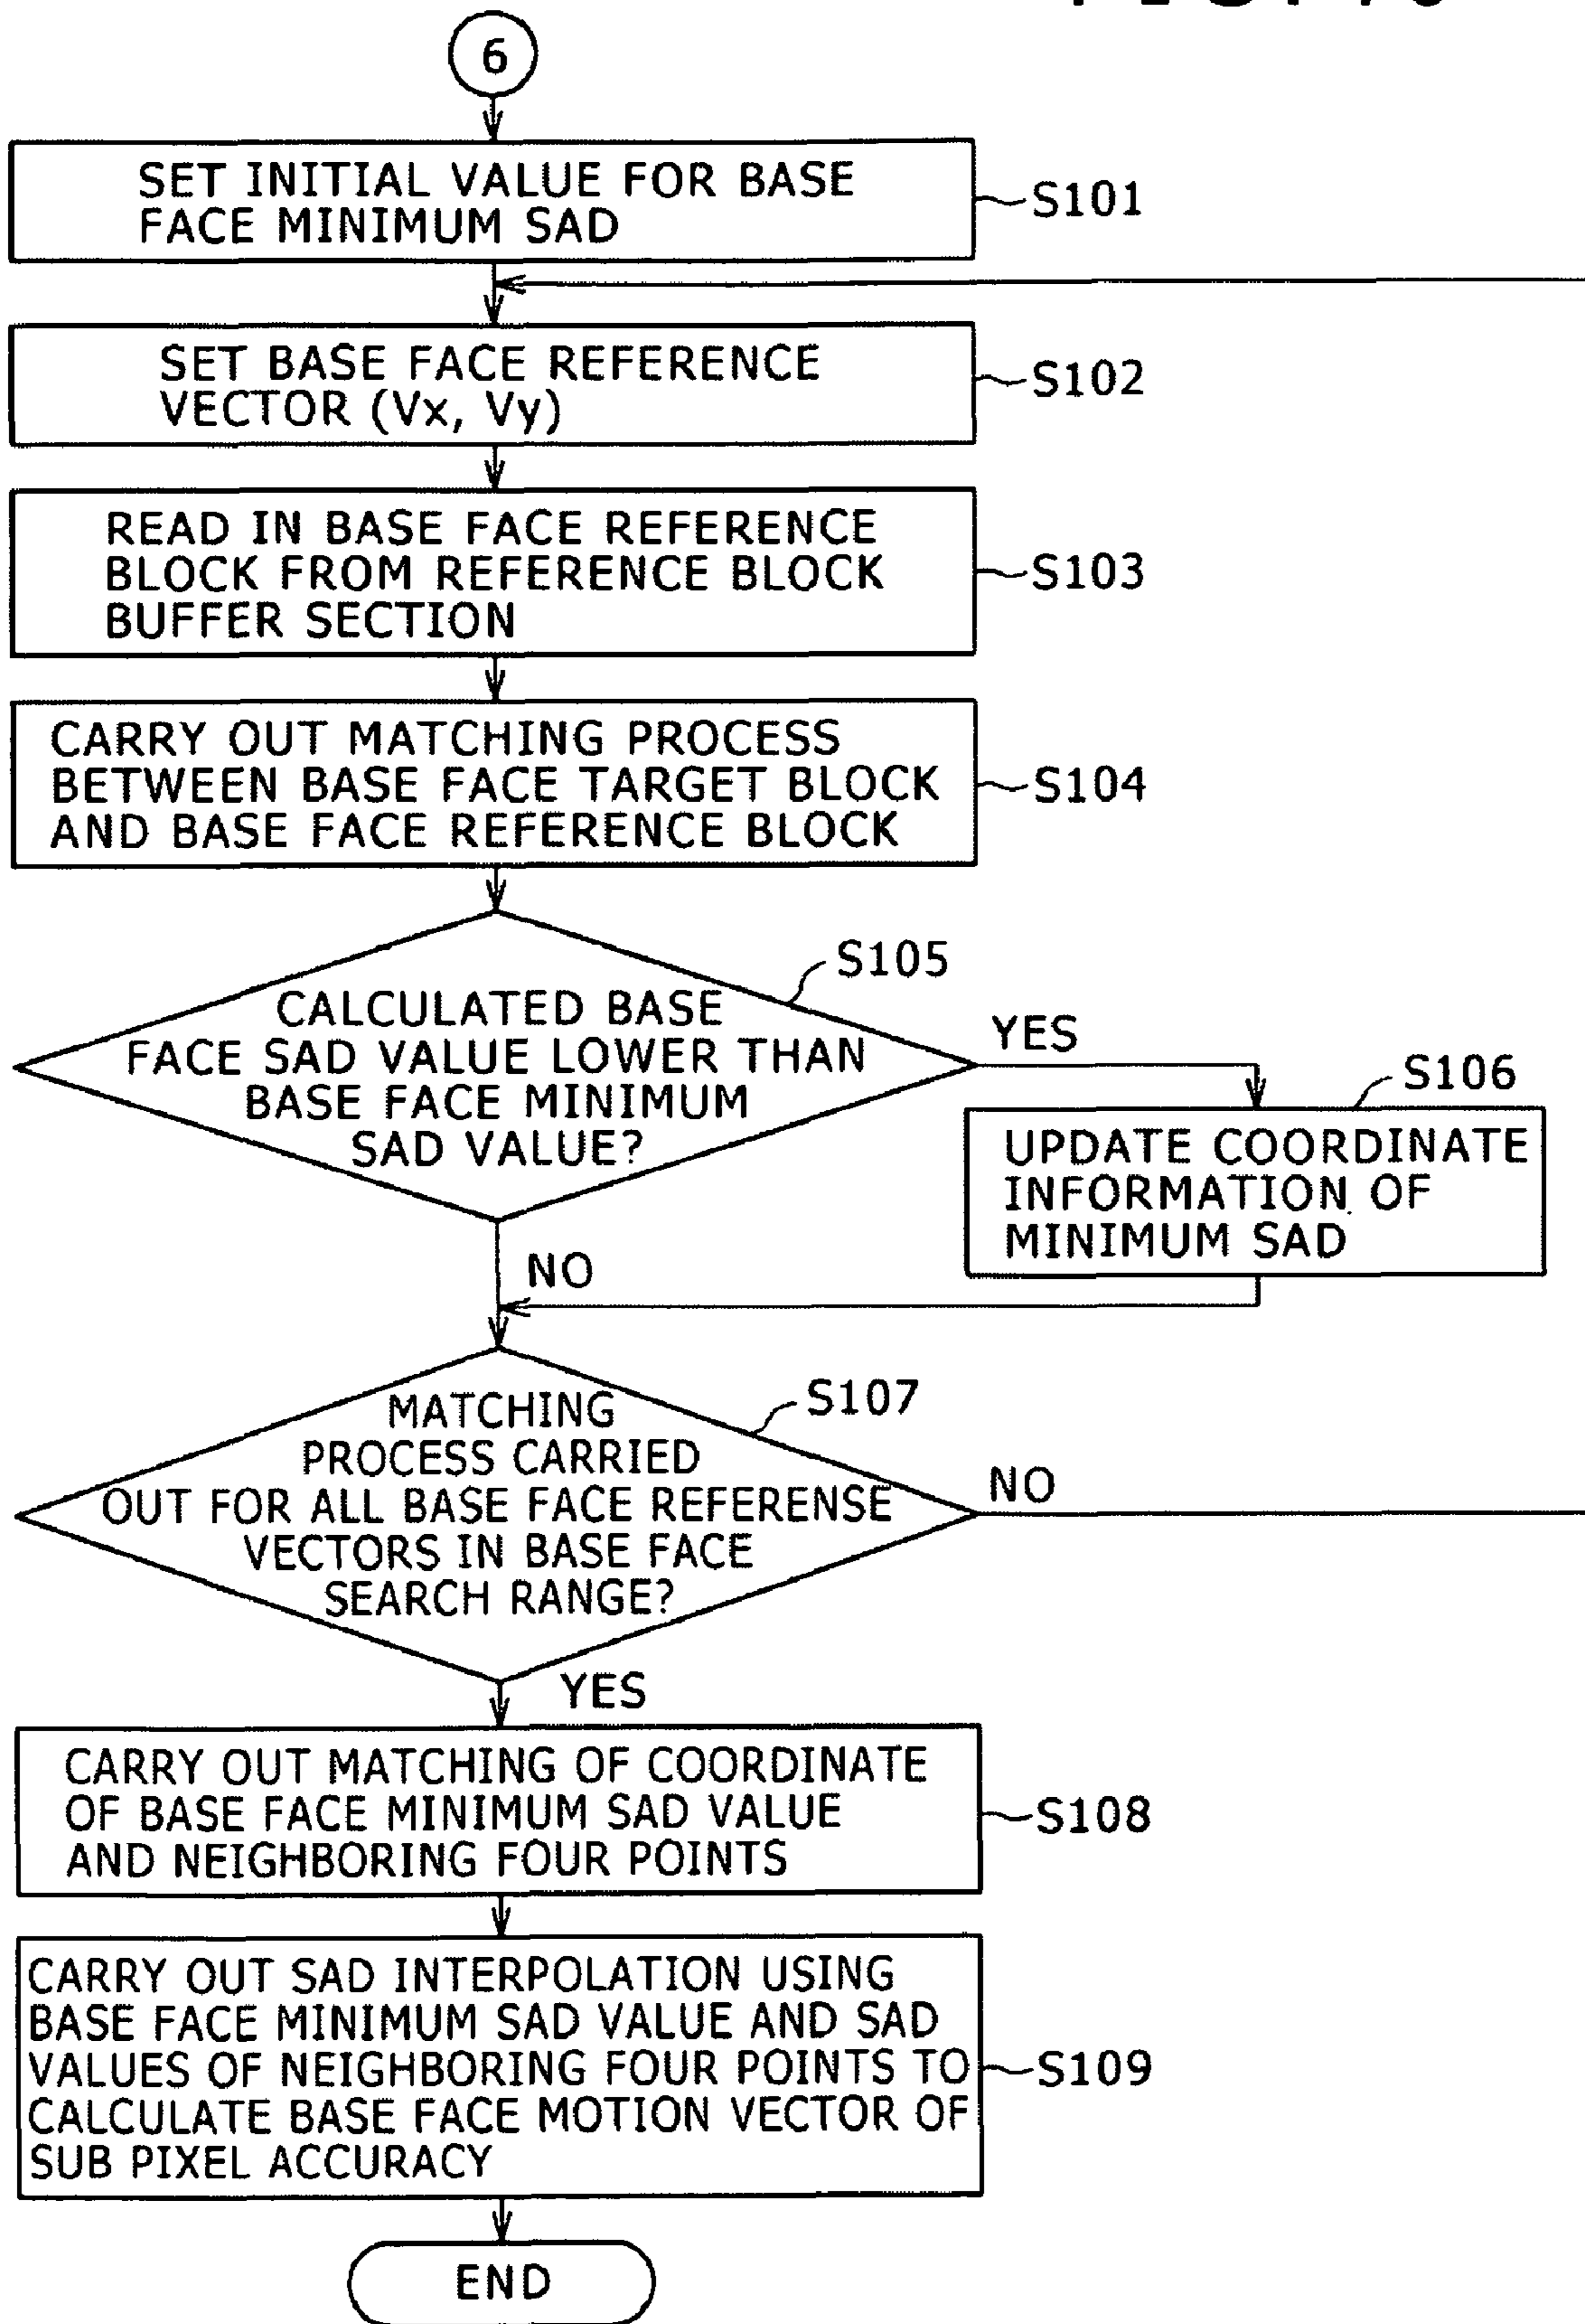 6
SET INITIAL VALUE FOR BASE
FACE MINIMUM SAD
S101
SET BASE FACE REFERENCE
VECTOR (Vx, Vy)
S102
READ IN BASE FACE REFERENCE
BLOCK FROM REFERENCE BLOCK
BUFFER SECTION
S103
CARRY OUT MATCHING PROCESS
BETWEEN BASE FACE TARGET BLOCK
AND BASE FACE REFERENCE BLOCK
S104
S105
CALCULATED BASE
FACE SAD VALUE LOWER THAN
BASE FACE MINIMUM
SAD VALUE?
YES
S106
UPDATE COORDINATE
INFORMATION OF
MINIMUM SAD
NO
S107
MATCHING
PROCESS CARRIED
OUT FOR ALL BASE FACE REFERENSE
VECTORS IN BASE FACE
SEARCH RANGE?
NO
YES
CARRY OUT MATCHING OF COORDINATE
OF BASE FACE MINIMUM SAD VALUE
AND NEIGHBORING FOUR POINTS
S108
CARRY OUT SAD INTERPOLATION USING
BASE FACE MINIMUM SAD VALUE AND SAD
VALUES OF NEIGHBORING FOUR POINTS TO
CALCULATE BASE FACE MOTION VECTOR OF
SUB PIXEL ACCURACY
S109
END